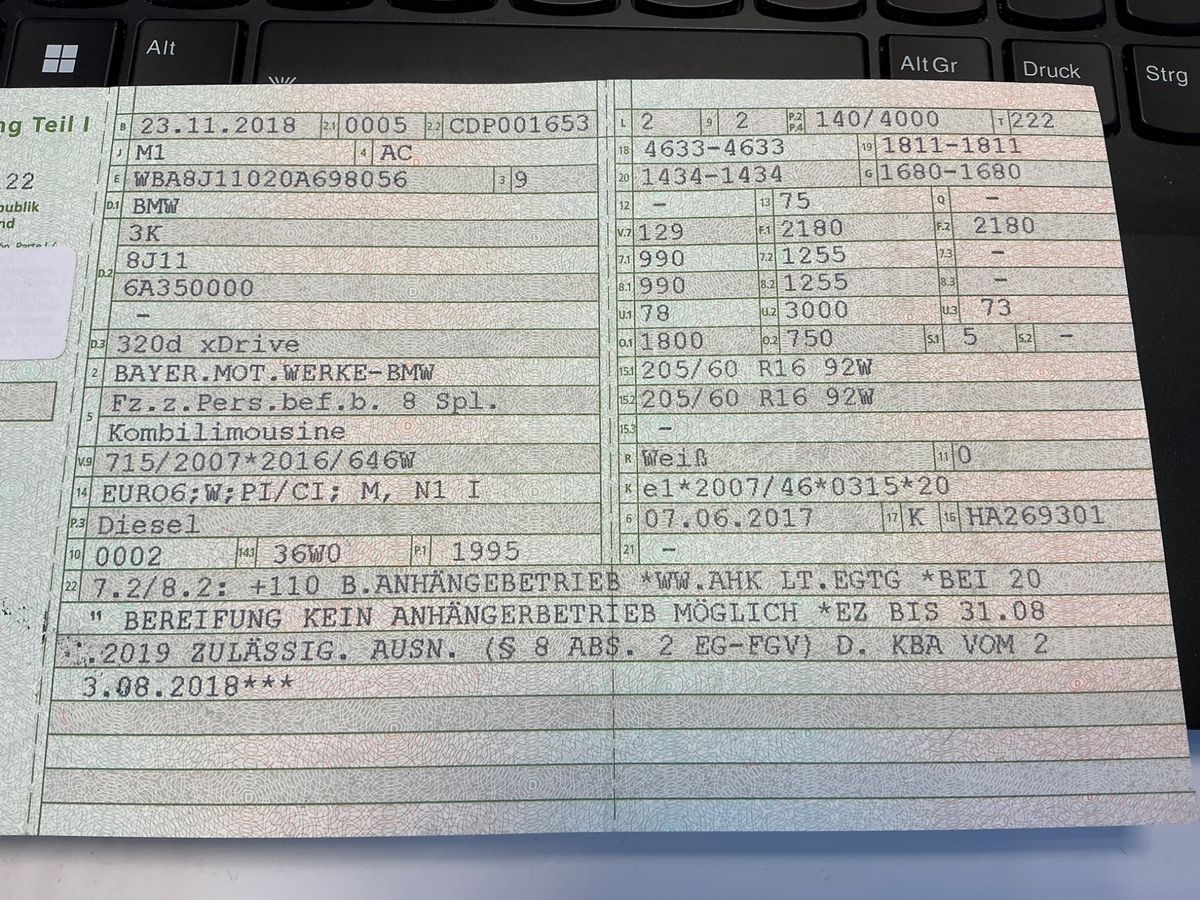 Alt
Alt Gr
Druck
Strg
ng Teil I
22
publik
nd
B 23.11.2018 2.1 0005 2.2 CDP001653
J M1 4 AC
E WBA8J11020A698056 3 9
D.1 BMW
D.2 3K
8J11
6A350000
-
D.3 320d xDrive
2 BAYER.MOT.WERKE-BMW
5 Fz.z.Pers.bef.b. 8 Spl.
Kombilimousine
V.9 715/2007*2016/646W
14 EURO6;W;PI/CI; M, N1 I
P.3 Diesel
10 0002 14.1 36W0 P.1 1995
L 2 9 2 P.2 P.4 140/4000 T 222
18 4633-4633 19 1811-1811
20 1434-1434 G 1680-1680
12 - 13 75 Q -
V.7 129 F.1 2180 F.2 2180
7.1 990 7.2 1255 7.3 -
8.1 990 8.2 1255 8.3 -
U.1 78 U.2 3000 U.3 73
O.1 1800 O.2 750 S.1 5 S.2 -
15.1 205/60 R16 92W
15.2 205/60 R16 92W
15.3 -
R Weiß 11 0
K e1*2007/46*0315*20
6 07.06.2017 17 K 16 HA269301
21 -
22 7.2/8.2: +110 B.ANHÄNGEBETRIEB *WW.AHK LT.EGTG *BEI 20
" BEREIFUNG KEIN ANHÄNGERBETRIEB MÖGLICH *EZ BIS 31.08
.2019 ZULÄSSIG. AUSN. (§ 8 ABS. 2 EG-FGV) D. KBA VOM 2
3.08.2018***